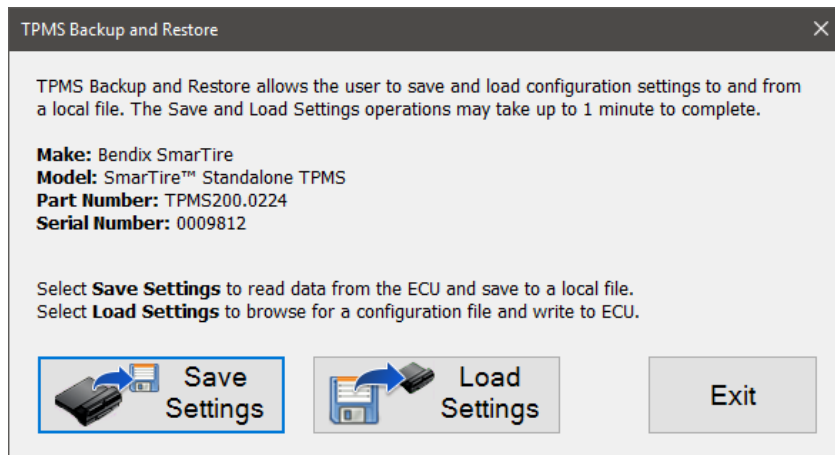 TPMS Backup and Restore
TPMS Backup and Restore allows the user to save and load configuration settings to and from
a local file. The Save and Load Settings operations may take up to 1 minute to complete.
Make: Bendix SmarTire
Model: SmarTire™ Standalone TPMS
Part Number: TPMS200.0224
Serial Number: 0009812
Select Save Settings to read data from the ECU and save to a local file.
Select Load Settings to browse for a configuration file and write to ECU.
Save
Settings
Load
Settings
Exit